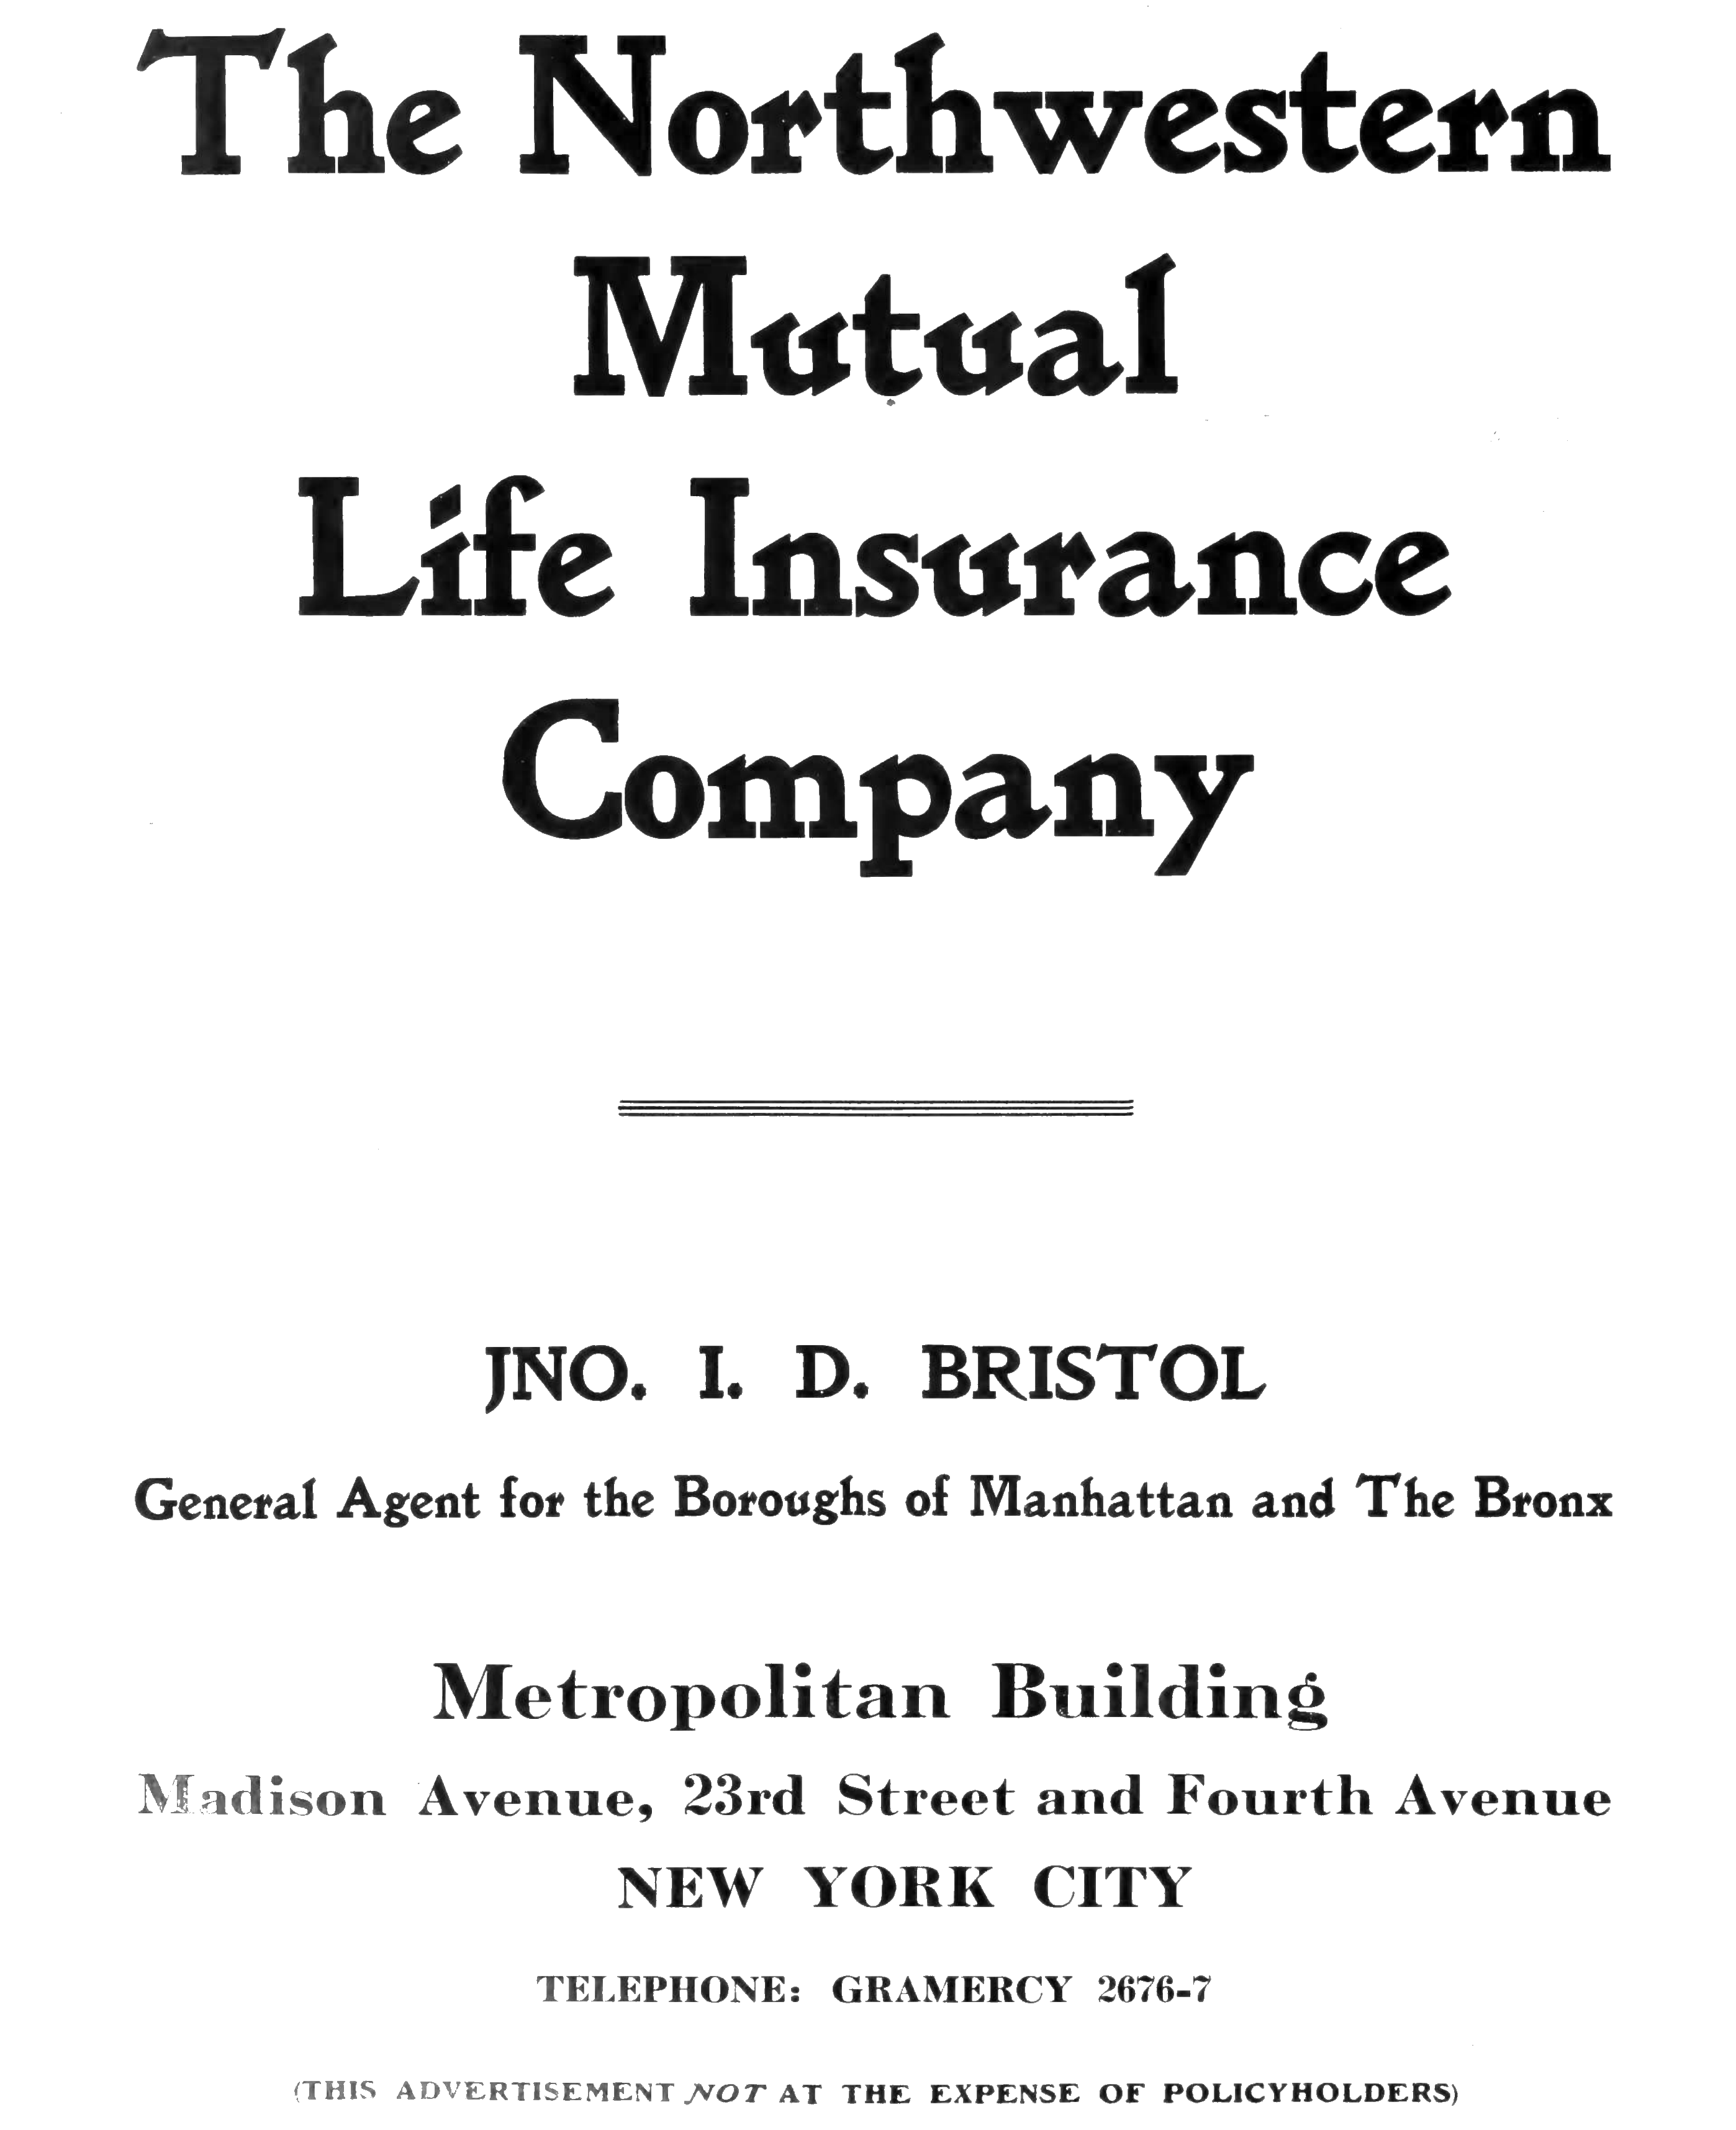 The Northwestern
Mutual
Life Insurance
Company
JNO. I. D. BRISTOL
General Agent for the Boroughs of Manhattan and The Bronx
Metropolitan Building
Madison Avenue, 23rd Street and Fourth Avenue
NEW YORK CITY
TELEPHONE: GRAMERCY 2676-7
(THIS ADVERTISEMENT NOT AT THE EXPENSE OF POLICYHOLDERS)